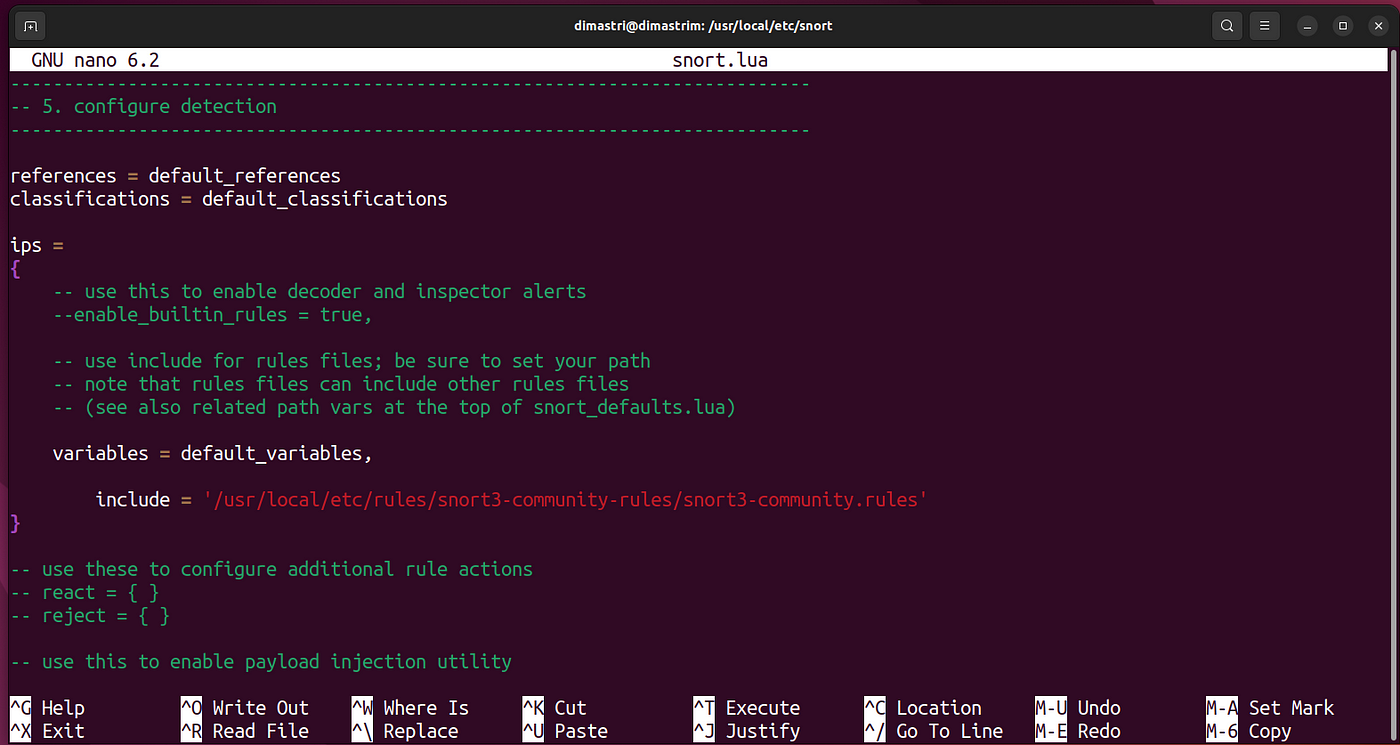 dimastri@dimastrim: /usr/local/etc/snort
GNU nano 6.2 snort.lua
---------------------------------------------------------------------------
-- 5. configure detection
---------------------------------------------------------------------------
references = default_references
classifications = default_classifications
ips =
{
    -- use this to enable decoder and inspector alerts
    --enable_builtin_rules = true,
    -- use include for rules files; be sure to set your path
    -- note that rules files can include other rules files
    -- (see also related path vars at the top of snort_defaults.lua)
    variables = default_variables,
        include = '/usr/local/etc/rules/snort3-community-rules/snort3-community.rules'
}
-- use these to configure additional rule actions
-- react = { }
-- reject = { }
-- use this to enable payload injection utility
^G Help ^O Write Out ^W Where Is ^K Cut ^T Execute ^C Location M-U Undo M-A Set Mark
^X Exit ^R Read File ^\ Replace ^U Paste ^J Justify ^/ Go To Line M-E Redo M-6 Copy